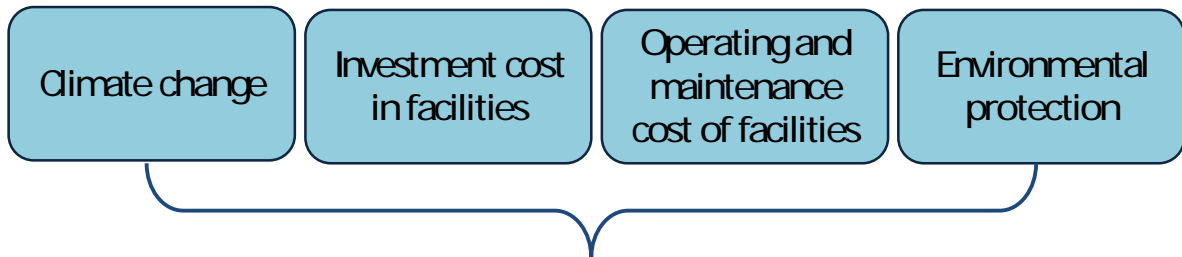 Climate change
Investment cost
in facilities
Operating and
maintenance
cost of facilities
Environmental
protection